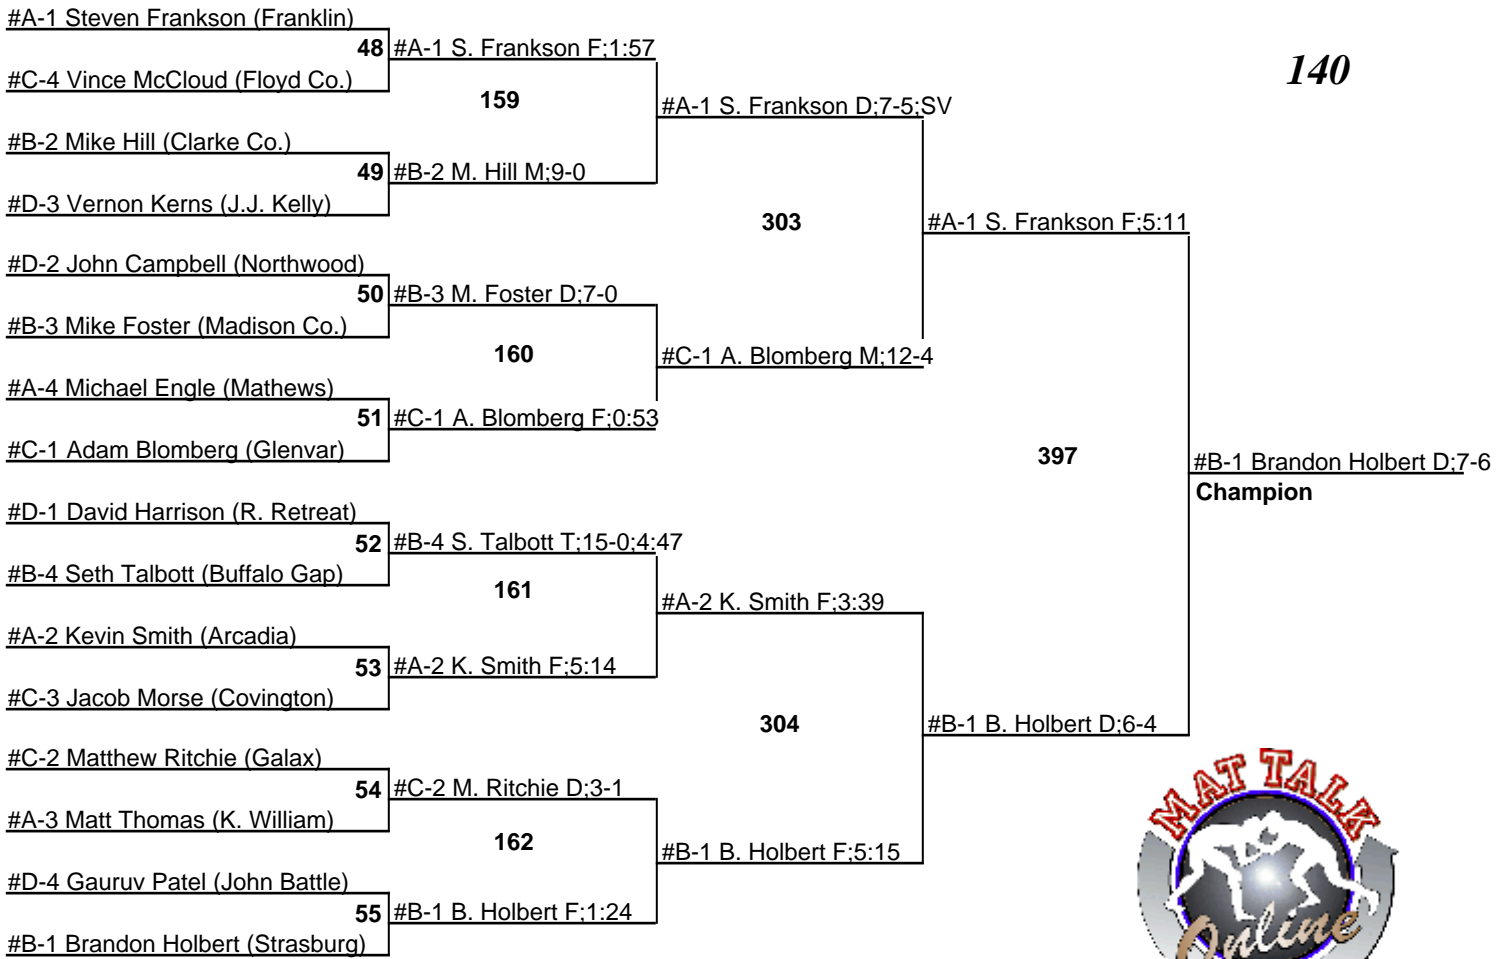 #A-1 Steven Frankson (Franklin)
48 #A-1 S. Frankson F;1:57
#C-4 Vince McCloud (Floyd Co.)
140
159
#A-1 S. Frankson D;7-5;SV
#B-2 Mike Hill (Clarke Co.)
49 #B-2 M. Hill M;9-0
#D-3 Vernon Kerns (J.J. Kelly)
303
#A-1 S. Frankson F;5:11
#D-2 John Campbell (Northwood)
50 #B-3 M. Foster D;7-0
#B-3 Mike Foster (Madison Co.)
160
#C-1 A. Blomberg M;12-4
#A-4 Michael Engle (Mathews)
51 #C-1 A. Blomberg F;0:53
#C-1 Adam Blomberg (Glenvar)
397
#B-1 Brandon Holbert D;7-6
Champion
#D-1 David Harrison (R. Retreat)
52 #B-4 S. Talbott T;15-0;4:47
#B-4 Seth Talbott (Buffalo Gap)
161
#A-2 K. Smith F;3:39
#A-2 Kevin Smith (Arcadia)
53 #A-2 K. Smith F;5:14
#C-3 Jacob Morse (Covington)
304
#B-1 B. Holbert D;6-4
#C-2 Matthew Ritchie (Galax)
54 #C-2 M. Ritchie D;3-1
#A-3 Matt Thomas (K. William)
162
#B-1 B. Holbert F;5:15
#D-4 Gauruv Patel (John Battle)
55 #B-1 B. Holbert F;1:24
#B-1 Brandon Holbert (Strasburg)
MAT TALK
Online